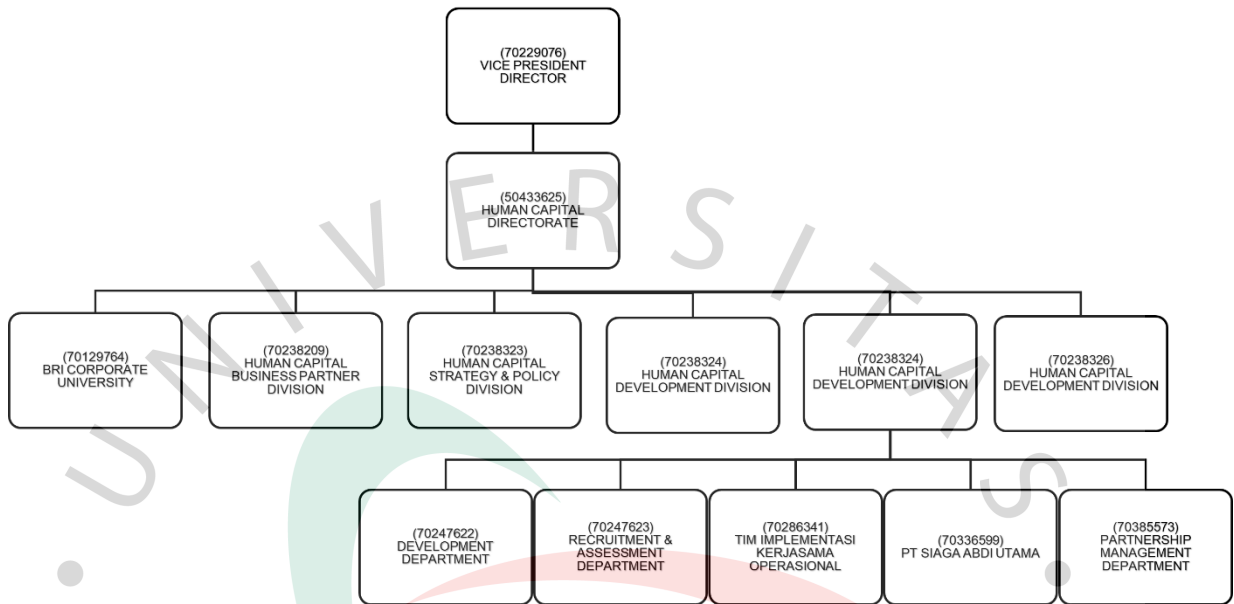 (70229076)
VICE PRESIDENT
DIRECTOR
(50433625)
HUMAN CAPITAL
DIRECTORATE
UNIVERSITAS
(70129764)
BRI CORPORATE
UNIVERSITY
(70238209)
HUMAN CAPITAL
BUSINESS PARTNER
DIVISION
(70238323)
HUMAN CAPITAL
STRATEGY & POLICY
DIVISION
(70238324)
HUMAN CAPITAL
DEVELOPMENT DIVISION
(70238324)
HUMAN CAPITAL
DEVELOPMENT DIVISION
(70238326)
HUMAN CAPITAL
DEVELOPMENT DIVISION
(70247622)
DEVELOPMENT
DEPARTMENT
(70247623)
RECRUITMENT &
ASSESSMENT
DEPARTMENT
(70286341)
TIM IMPLEMENTASI
KERJASAMA
OPERASIONAL
(70336599)
PT SIAGA ABDI UTAMA
(70385573)
PARTNERSHIP
MANAGEMENT
DEPARTMENT